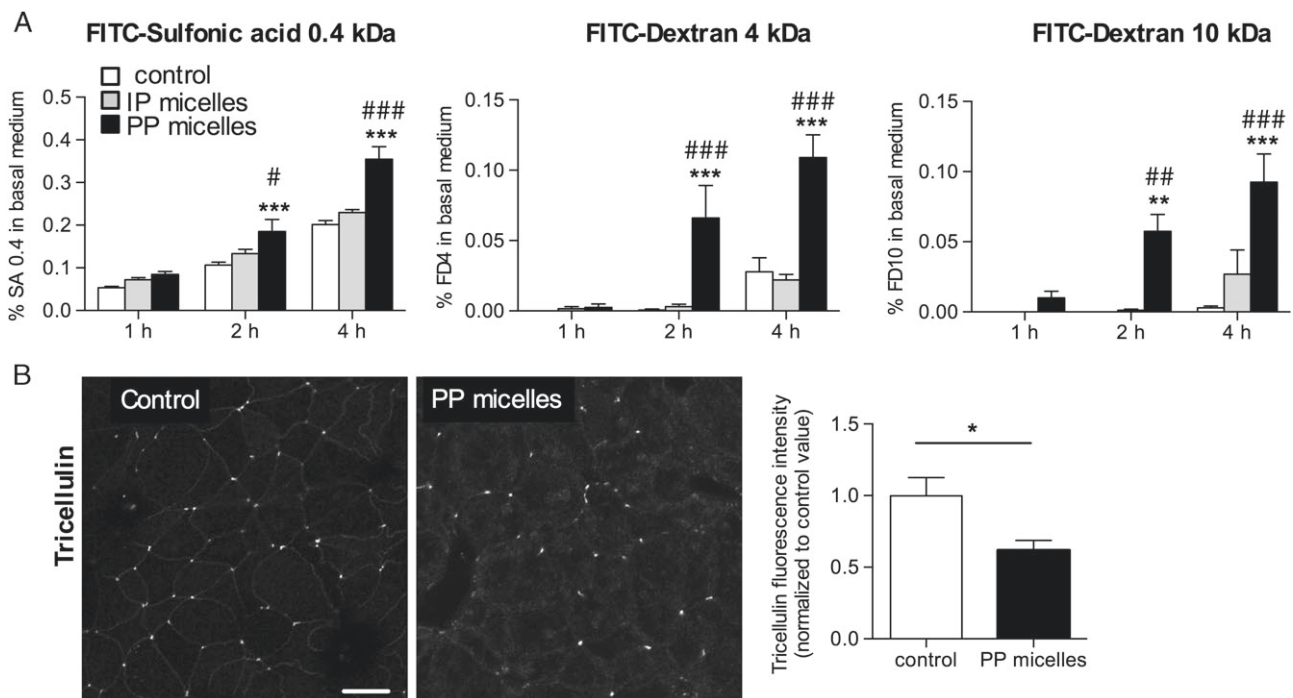 A
FITC-Sulfonic acid 0.4 kDa
control
IP micelles
PP micelles
% SA 0.4 in basal medium
0.5
0.4
0.3
0.2
0.1
0.0
#
***
###
***
1 h
2 h
4 h
FITC-Dextran 4 kDa
% FD4 in basal medium
0.15
0.10
0.05
0.00
###
***
###
***
1 h
2 h
4 h
FITC-Dextran 10 kDa
% FD10 in basal medium
0.15
0.10
0.05
0.00
##
**
###
***
1 h
2 h
4 h
B
Tricellulin
Control
PP micelles
Tricellulin fluorescence intensity
(normalized to control value)
1.5
1.0
0.5
0.0
*
control
PP micelles